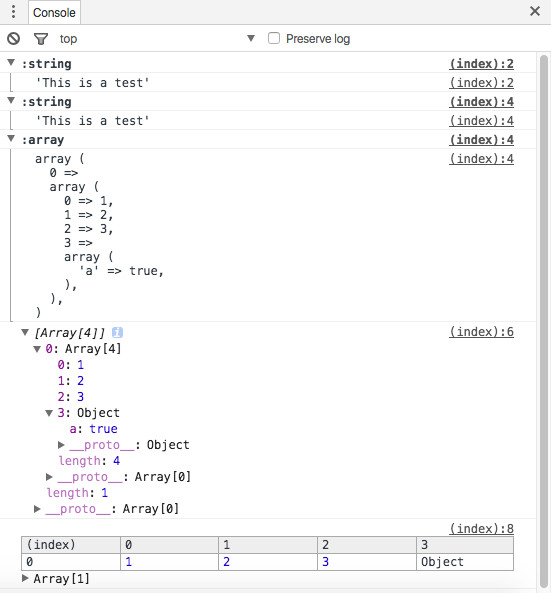 Console
top Preserve log
:string (index):2
'This is a test' (index):2
:string (index):4
'This is a test' (index):4
:array (index):4
array ( (index):4
0 =>
array (
0 => 1,
1 => 2,
2 => 3,
3 =>
array (
'a' => true,
),
),
)
[Array[4]] i (index):6
0: Array[4]
0: 1
1: 2
2: 3
3: Object
a: true
__proto__: Object
length: 4
__proto__: Array[0]
length: 1
__proto__: Array[0]
(index):8
(index) 0 1 2 3
0 1 2 3 Object
Array[1]